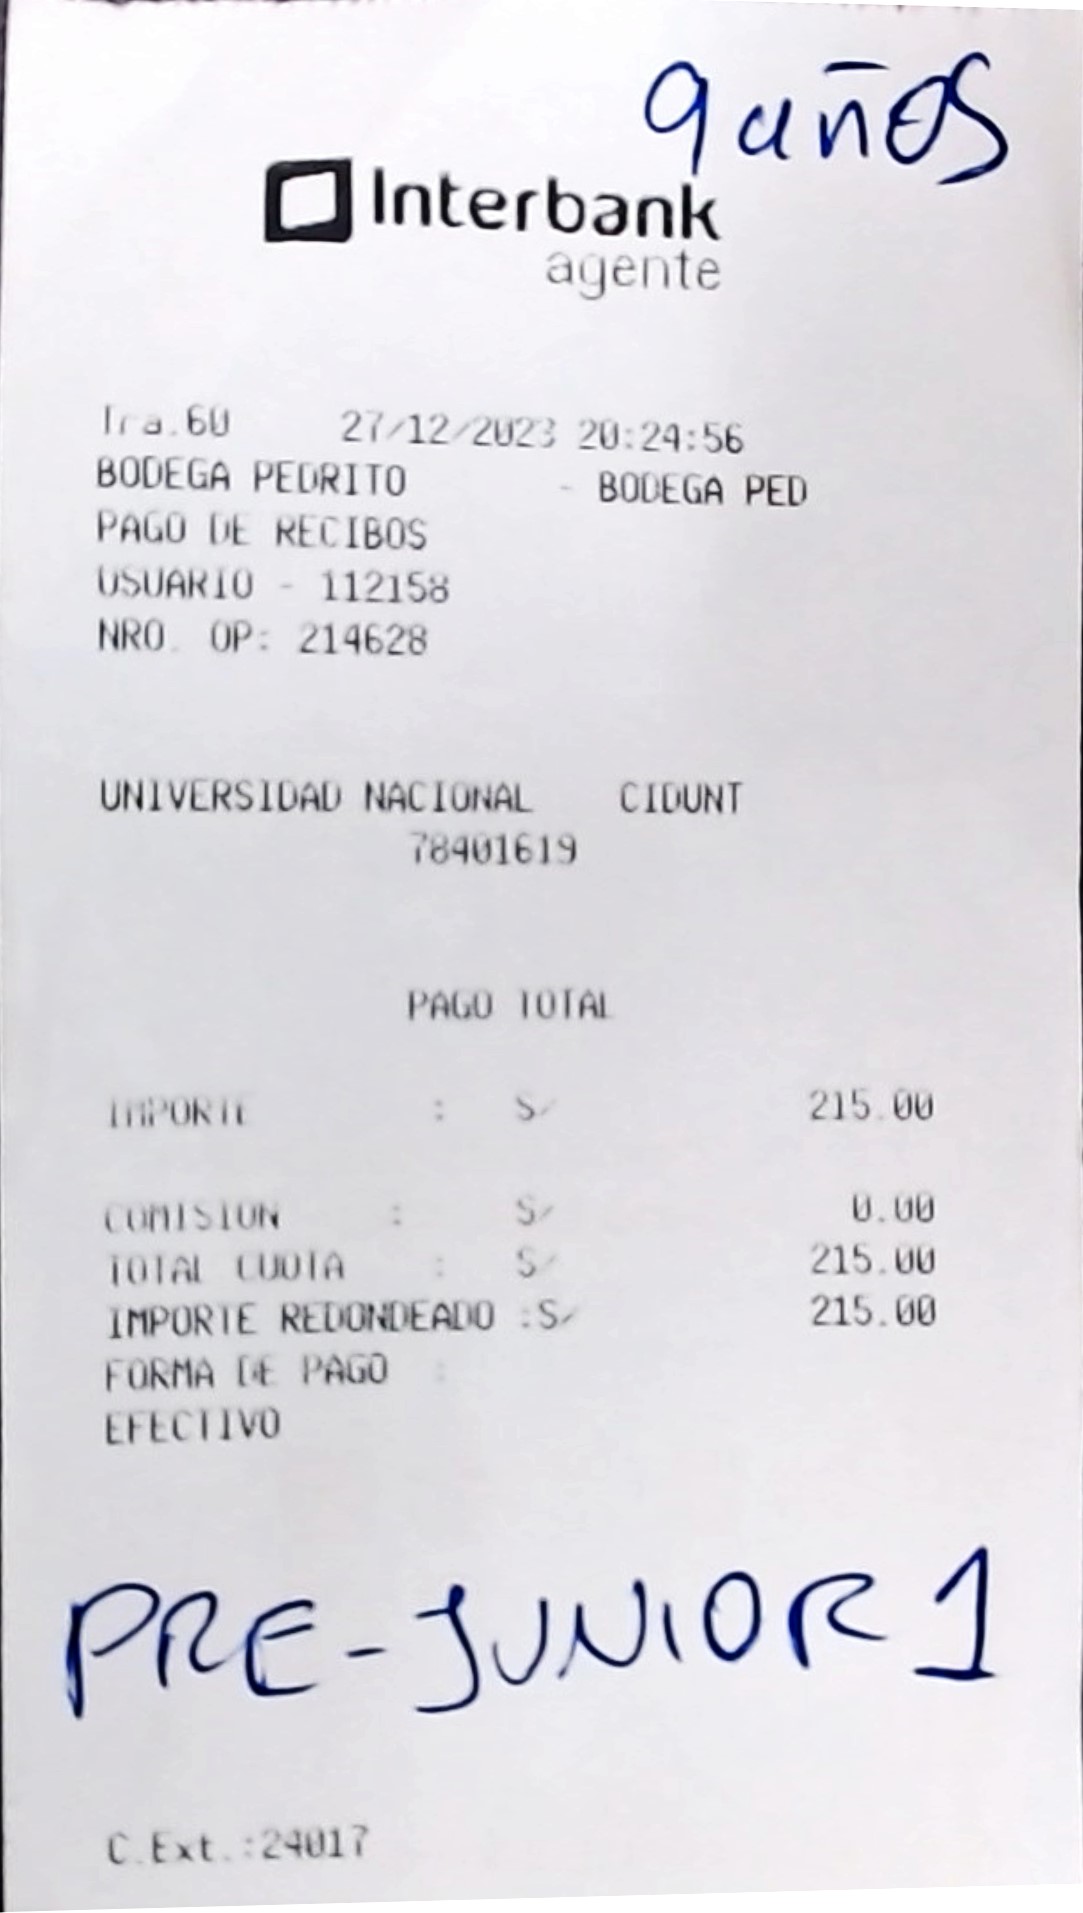 9 años
Interbank
agente
Tra.60 27/12/2023 20:24:56
BODEGA PEDRITO - BODEGA PED
PAGO DE RECIBOS
USUARIO - 112158
NRO. OP: 214628
UNIVERSIDAD NACIONAL CIDUNT
78401619
PAGO TOTAL
IMPORTE : S/ 215.00
COMISION : S/ 0.00
TOTAL CUOTA : S/ 215.00
IMPORTE REDONDEADO :S/ 215.00
FORMA DE PAGO :
EFECTIVO
PRE-JUNIOR 1
C.Ext.:24017